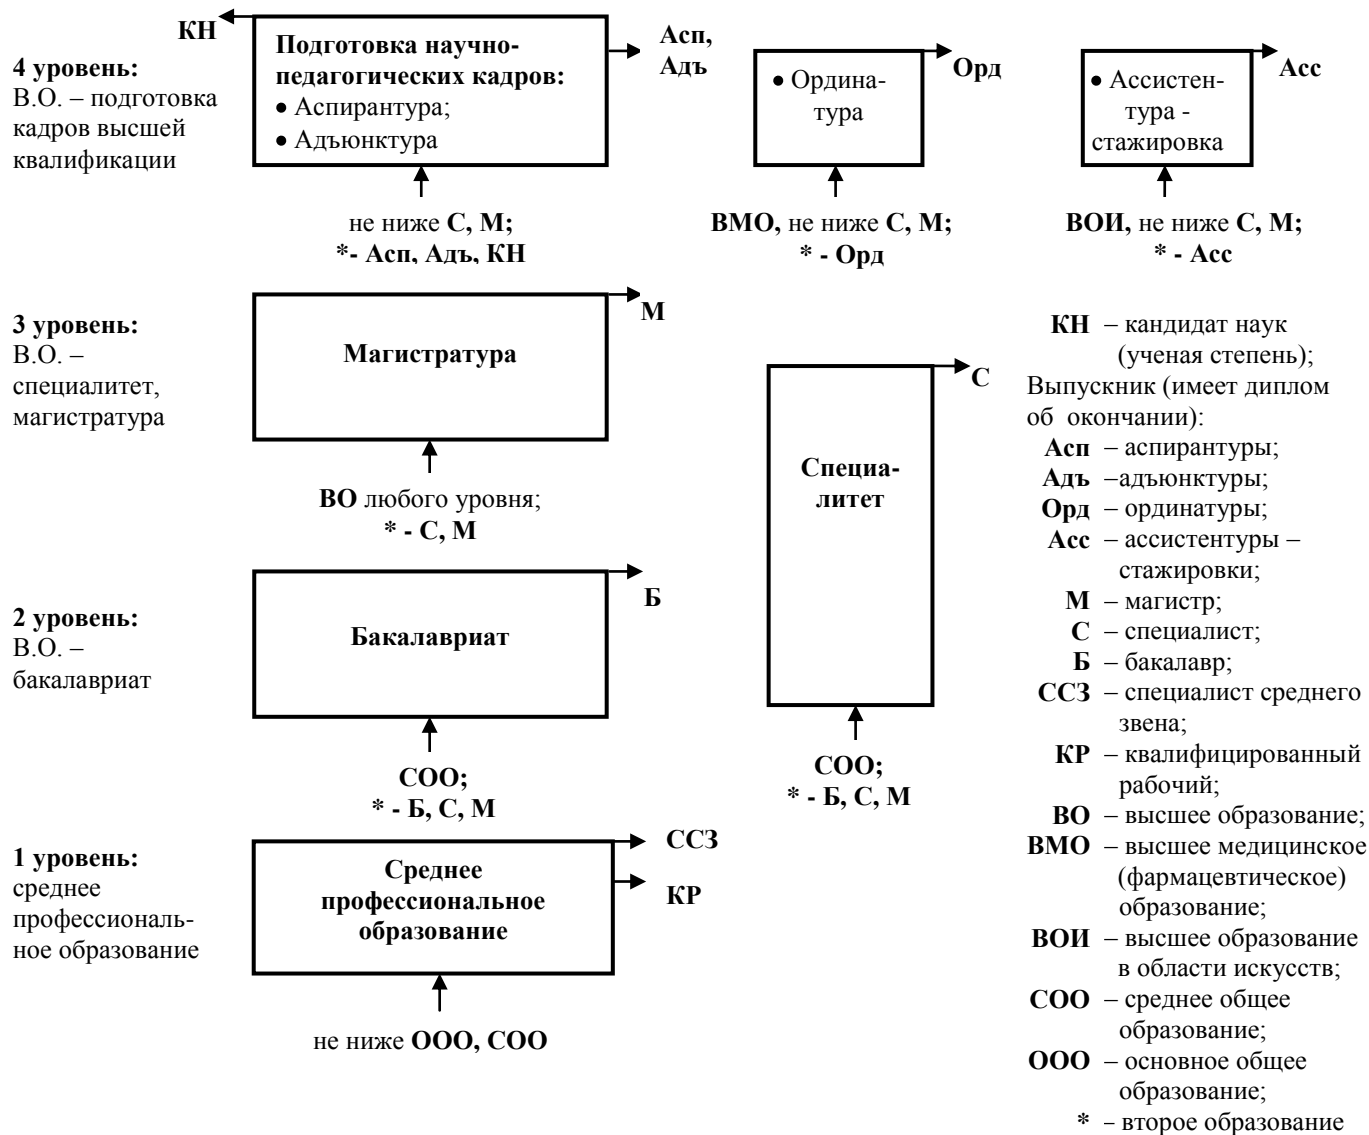 КН
4 уровень:
В.О. – подготовка
кадров высшей
квалификации
Подготовка научно-
педагогических кадров:
• Аспирантура;
• Адъюнктура
Асп,
Адъ
• Ордина-
тура
Орд
• Ассистен-
тура -
стажировка
Асс
не ниже С, М;
*- Асп, Адъ, КН
ВМО, не ниже С, М;
* - Орд
ВОИ, не ниже С, М;
* - Асс
3 уровень:
В.О. –
специалитет,
магистратура
Магистратура
М
ВО любого уровня;
* - С, М
Специа-
литет
С
СОО;
* - Б, С, М
2 уровень:
В.О. –
бакалавриат
Бакалавриат
Б
СОО;
* - Б, С, М
1 уровень:
среднее
профессиональ-
ное образование
Среднее
профессиональное
образование
ССЗ
КР
не ниже ООО, СОО
КН – кандидат наук
(ученая степень);
Выпускник (имеет диплом
об окончании):
Асп – аспирантуры;
Адъ –адъюнктуры;
Орд – ординатуры;
Асс – ассистентуры –
стажировки;
М – магистр;
С – специалист;
Б – бакалавр;
ССЗ – специалист среднего
звена;
КР – квалифицированный
рабочий;
ВО – высшее образование;
ВМО – высшее медицинское
(фармацевтическое)
образование;
ВОИ – высшее образование
в области искусств;
СОО – среднее общее
образование;
ООО – основное общее
образование;
* – второе образование